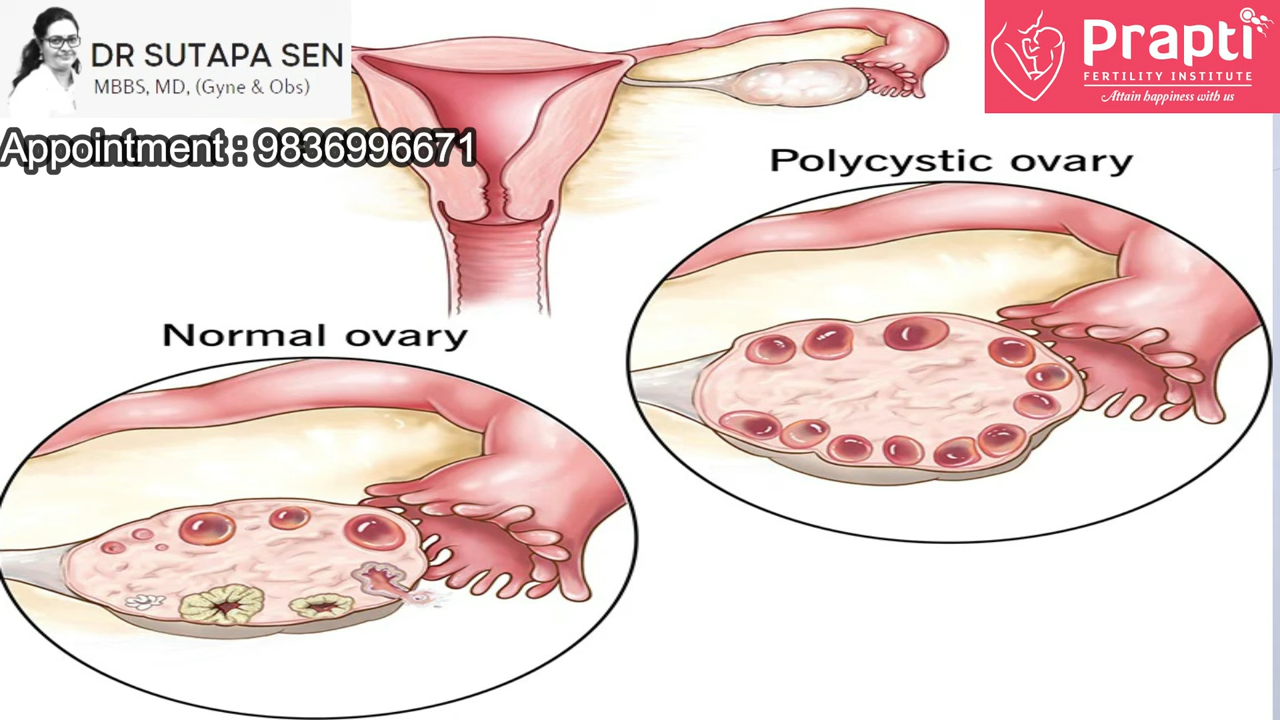 DR SUTAPA SEN
MBBS, MD, (Gyne & Obs)
Appointment : 9836996671
Prapti
FERTILITY INSTITUTE
Attain happiness with us
Polycystic ovary
Normal ovary